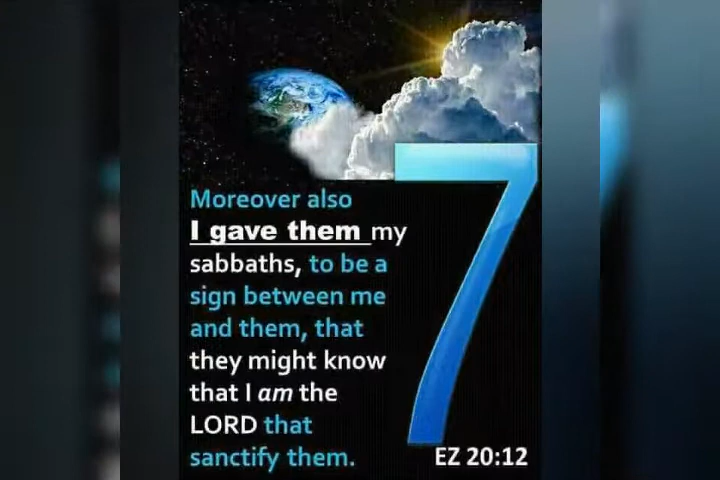 7
Moreover also
I gave them my
sabbaths, to be a
sign between me
and them, that
they might know
that I am the
LORD that
sanctify them.
EZ 20:12